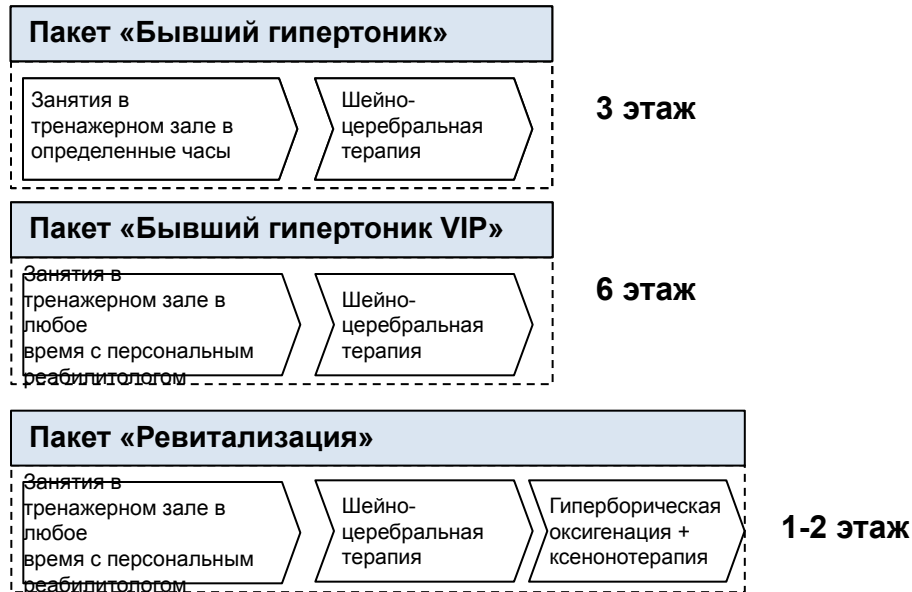 Пакет «Бывший гипертоник»
Занятия в
тренажерном зале в
определенные часы
Шейно-
церебральная
терапия
3 этаж
Пакет «Бывший гипертоник VIP»
Занятия в
тренажерном зале в
любое
время с персональным
реабилитологом
Шейно-
церебральная
терапия
6 этаж
Пакет «Ревитализация»
Занятия в
тренажерном зале в
любое
время с персональным
реабилитологом
Шейно-
церебральная
терапия
Гиперборическая
оксигенация +
ксенонотерапия
1-2 этаж